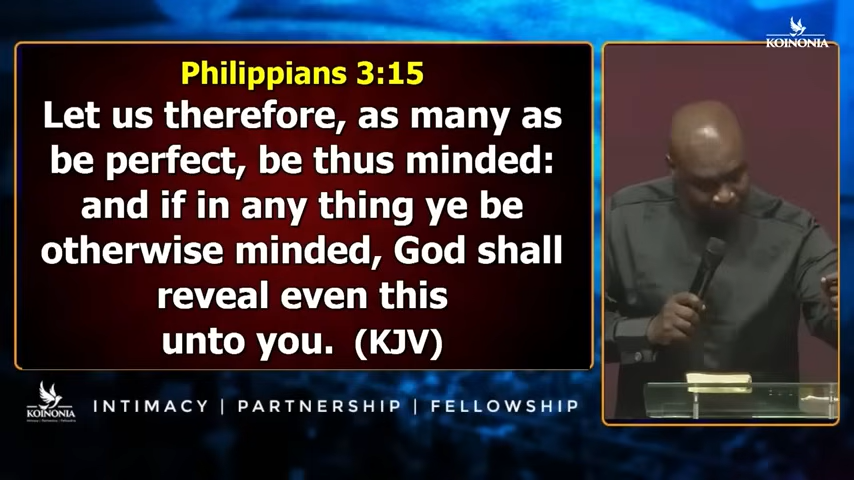 KOINONIA
Philippians 3:15
Let us therefore, as many as
be perfect, be thus minded:
and if in any thing ye be
otherwise minded, God shall
reveal even this
unto you. (KJV)
KOINONIA
INTIMACY | PARTNERSHIP | FELLOWSHIP